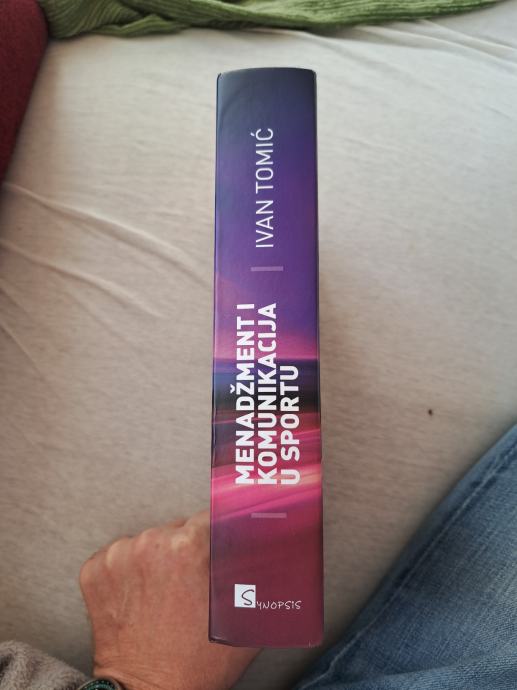 IVAN TOMIĆ
MENADŽMENT I
KOMUNIKACIJA
U SPORTU
SYNOPSIS